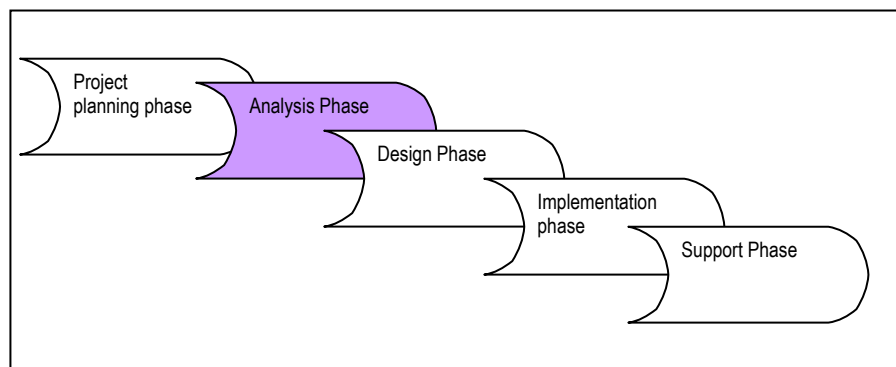 Project
planning phase
Analysis Phase
Design Phase
Implementation
phase
Support Phase